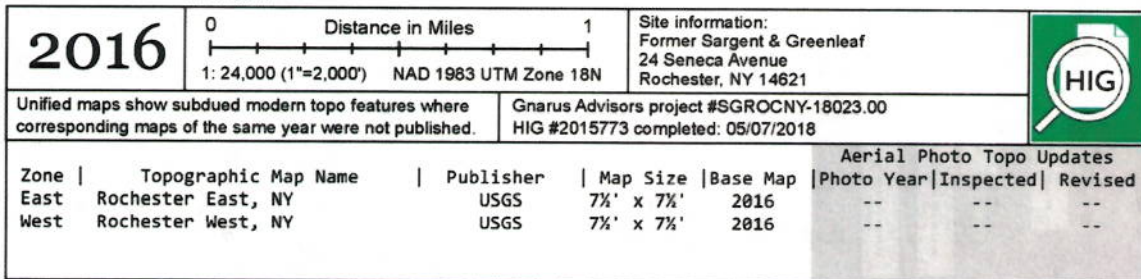 2016
0 Distance in Miles 1
1: 24,000 (1"=2,000') NAD 1983 UTM Zone 18N
Site information:
Former Sargent & Greenleaf
24 Seneca Avenue
Rochester, NY 14621
HIG
Unified maps show subdued modern topo features where
corresponding maps of the same year were not published.
Gnarus Advisors project #SGROCNY-18023.00
HIG #2015773 completed: 05/07/2018
Aerial Photo Topo Updates
Zone | Topographic Map Name | Publisher | Map Size |Base Map |Photo Year|Inspected| Revised
East Rochester East, NY USGS 7½' x 7½' 2016 -- -- --
West Rochester West, NY USGS 7½' x 7½' 2016 -- -- --